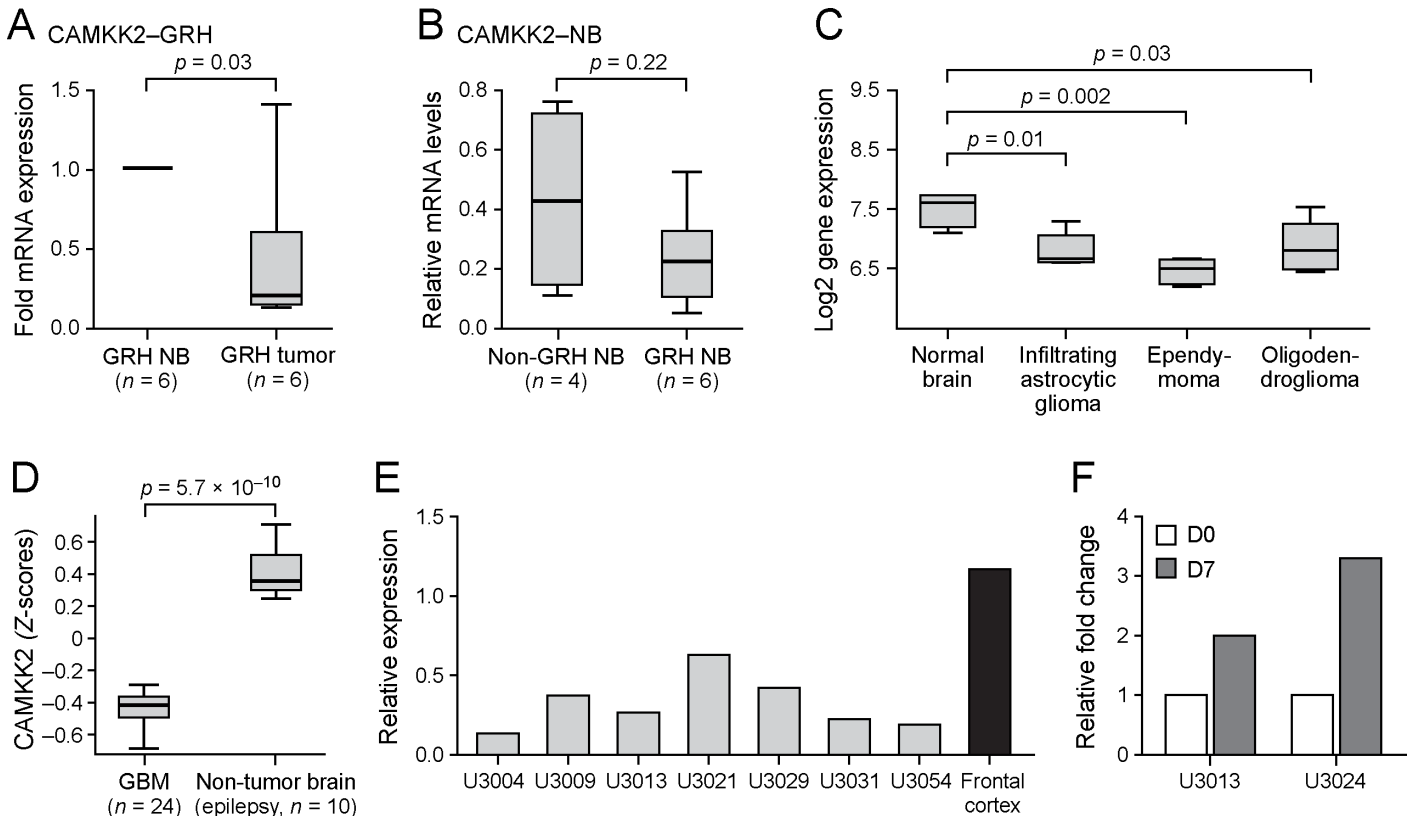 A CAMKK2–GRH
p = 0.03
Fold mRNA expression
1.5
1.0
0.5
0.0
GRH NB
(n = 6)
GRH tumor
(n = 6)
B CAMKK2–NB
p = 0.22
Relative mRNA levels
0.8
0.6
0.4
0.2
0.0
Non-GRH NB
(n = 4)
GRH NB
(n = 6)
C
p = 0.03
p = 0.002
p = 0.01
Log2 gene expression
9.5
8.5
7.5
6.5
Normal
brain
Infiltrating
astrocytic
glioma
Ependy-
moma
Oligoden-
droglioma
D
p = 5.7 × 10⁻¹⁰
CAMKK2 (Z-scores)
0.6
0.4
0.2
0
–0.2
–0.4
–0.6
GBM
(n = 24)
Non-tumor brain
(epilepsy, n = 10)
E
Relative expression
1.5
1.0
0.5
0.0
U3004
U3009
U3013
U3021
U3029
U3031
U3054
Frontal
cortex
F
Relative fold change
4
3
2
1
0
D0
D7
U3013
U3024